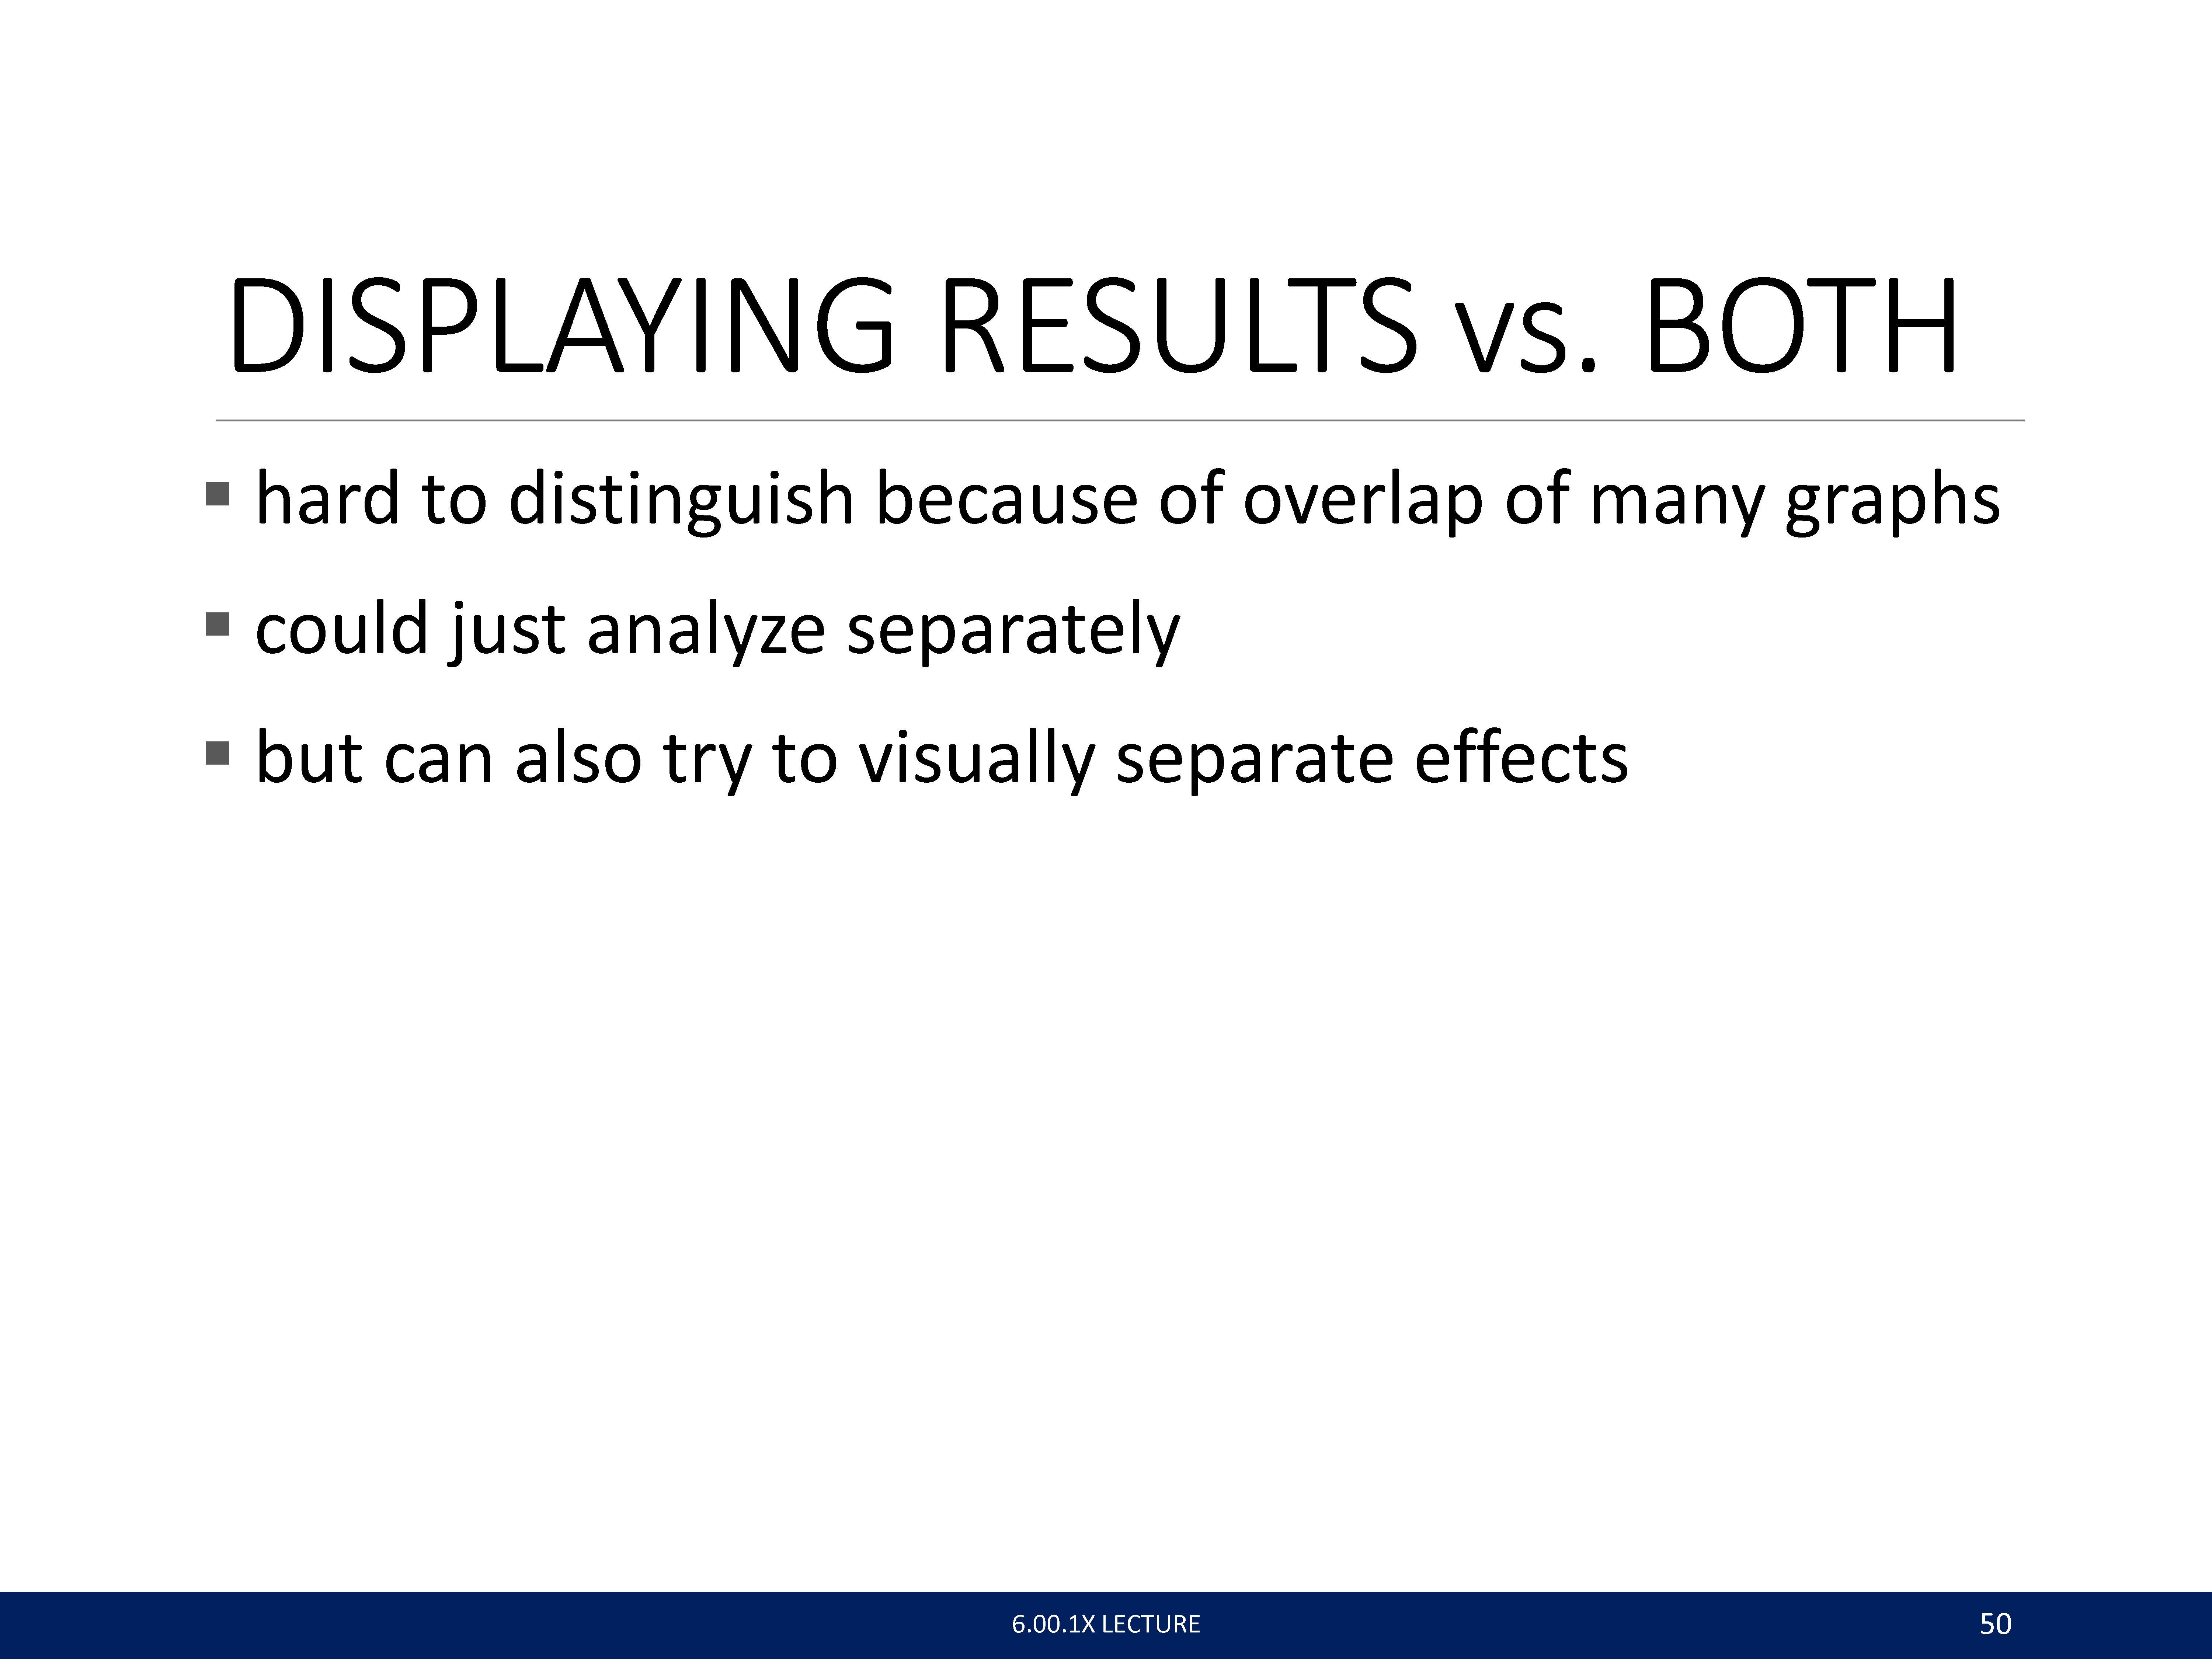 DISPLAYING RESULTS vs. BOTH
▪ hard to distinguish because of overlap of many graphs
▪ could just analyze separately
▪ but can also try to visually separate effects
6.00.1X LECTURE
50